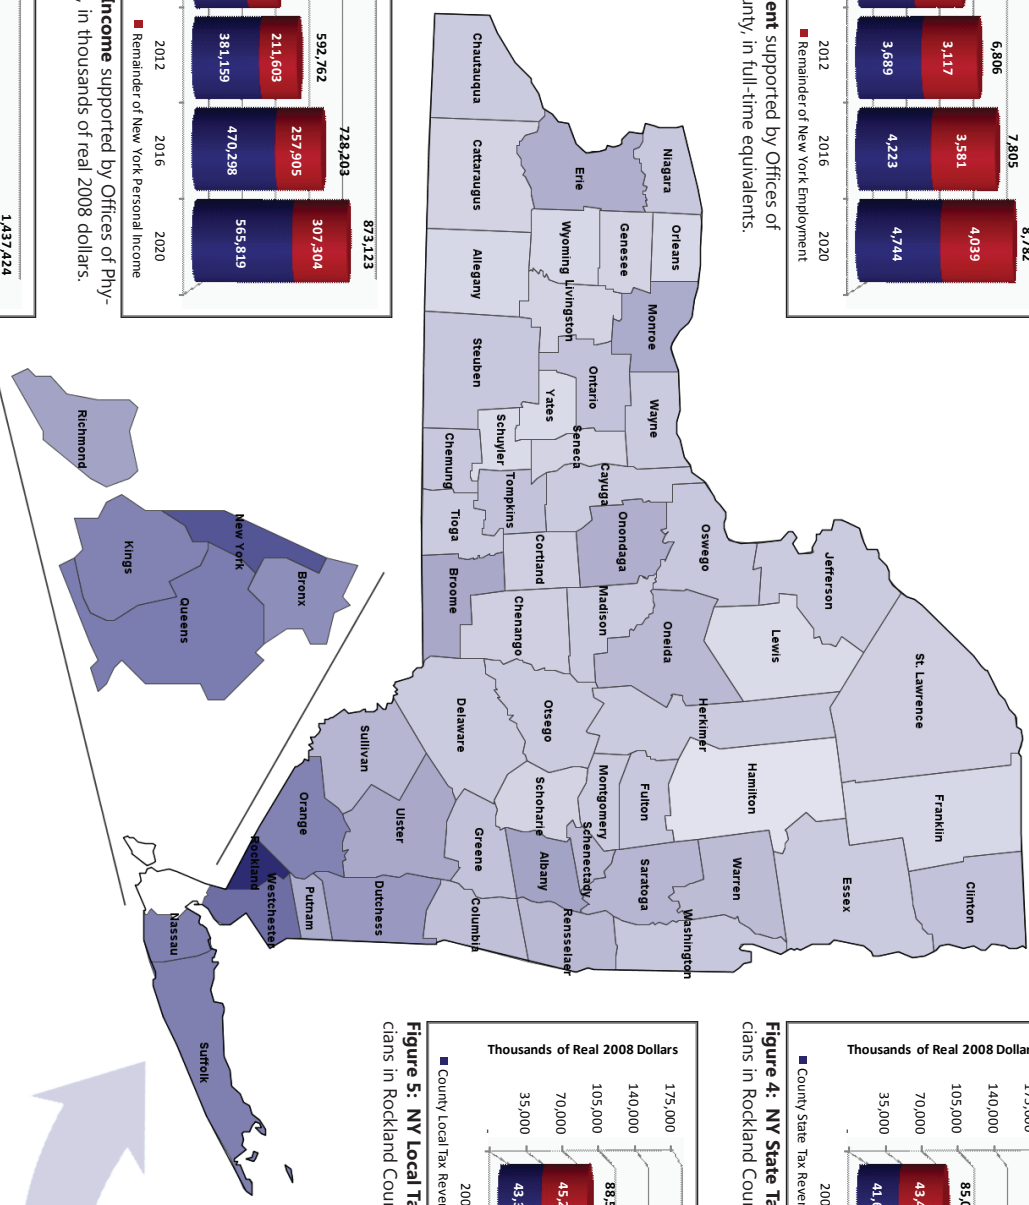 6,806
7,805
8,782
3,117
3,581
4,039
3,689
4,223
4,744
2012
2016
2020
Remainder of New York Employment
ent supported by Offices of
unty, in full-time equivalents.
592,762
728,203
873,123
211,603
257,905
307,304
381,159
470,298
565,819
2012
2016
2020
Remainder of New York Personal Income
Income supported by Offices of Phy-
, in thousands of real 2008 dollars.
1,437,424
Chautauqua
Cattaraugus
Allegany
Steuben
Chemung
Tioga
Broome
Niagara
Erie
Orleans
Genesee
Wyoming
Livingston
Monroe
Ontario
Yates
Wayne
Seneca
Schuyler
Cayuga
Tompkins
Onondaga
Cortland
Oswego
Madison
Chenango
Jefferson
Lewis
Oneida
St. Lawrence
Herkimer
Otsego
Delaware
Hamilton
Franklin
Fulton
Montgomery
Schoharie
Schenectady
Sullivan
Ulster
Greene
Albany
Saratoga
Warren
Essex
Clinton
Washington
Rensselaer
Columbia
Dutchess
Putnam
Orange
Rockland
Westchester
Nassau
Suffolk
Richmond
Kings
Queens
New York
Bronx
Thousands of Real 2008 Dollar
140,000
105,000
70,000
35,000
85,0
43,4
41,6
200
County State Tax Reven
Figure 4: NY State Ta
cians in Rockland Cour
Thousands of Real 2008 Dollars
175,000
140,000
105,000
70,000
35,000
-
88,5
45,2
43,3
200
County Local Tax Rever
Figure 5: NY Local Ta
cians in Rockland Cour